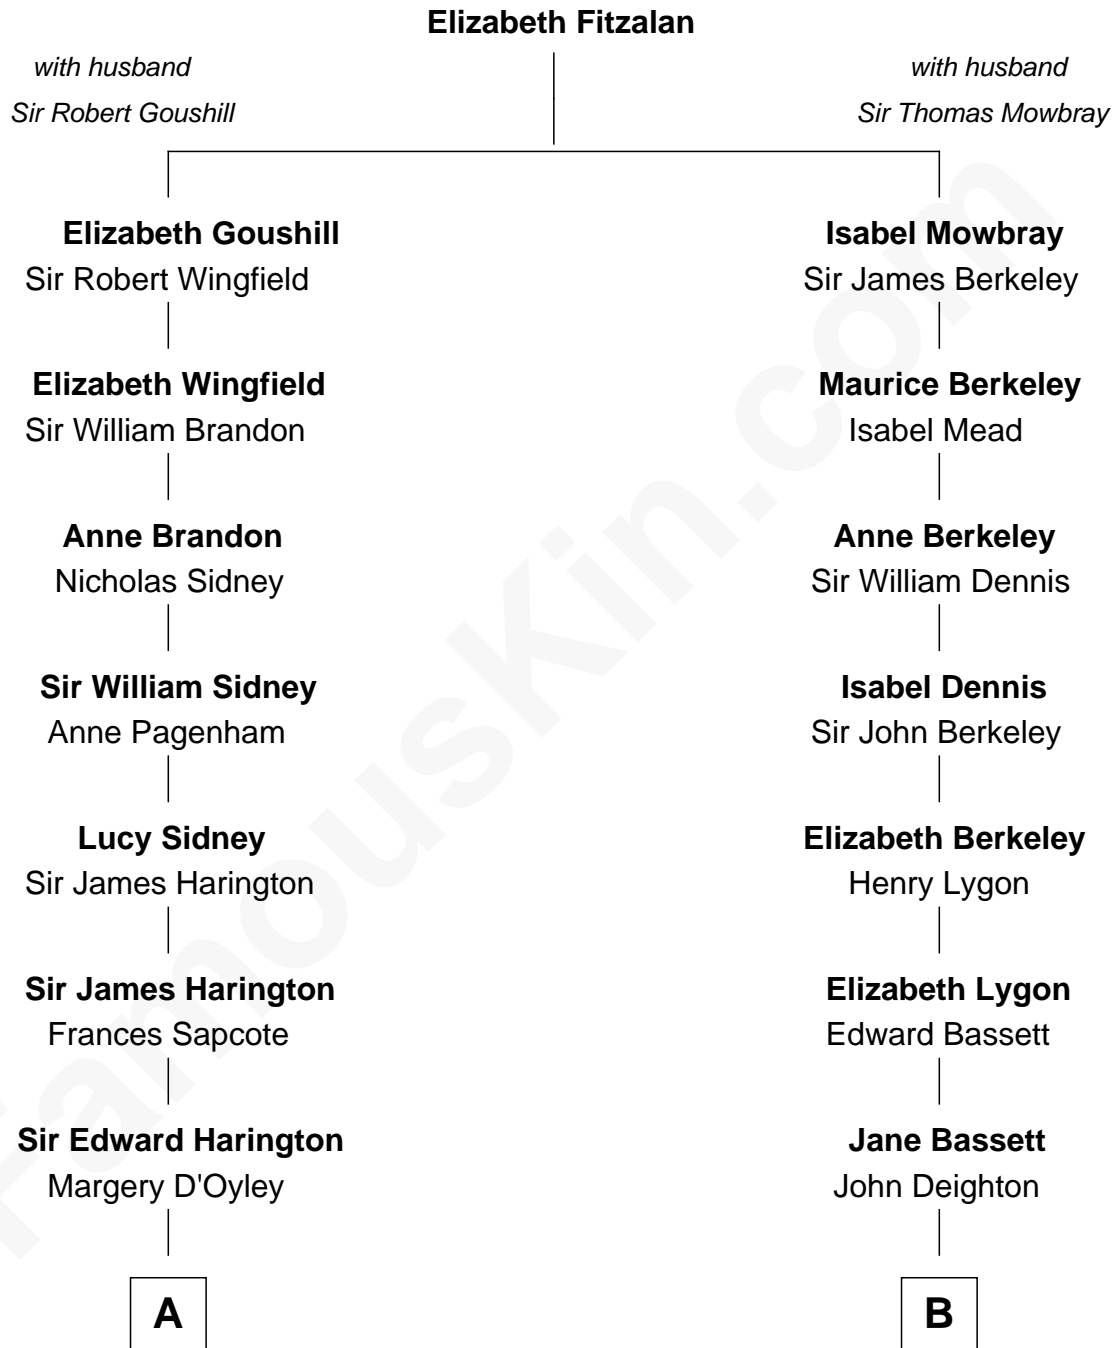 Elizabeth Fitzalan
with husband
Sir Robert Goushill
with husband
Sir Thomas Mowbray
Elizabeth Goushill
Sir Robert Wingfield
Isabel Mowbray
Sir James Berkeley
Elizabeth Wingfield
Sir William Brandon
Maurice Berkeley
Isabel Mead
Anne Brandon
Nicholas Sidney
Anne Berkeley
Sir William Dennis
Sir William Sidney
Anne Pagenham
Isabel Dennis
Sir John Berkeley
Lucy Sidney
Sir James Harington
Elizabeth Berkeley
Henry Lygon
Sir James Harington
Frances Sapcote
Elizabeth Lygon
Edward Bassett
Sir Edward Harington
Margery D'Oyley
Jane Bassett
John Deighton
A
B
FamousKin.com